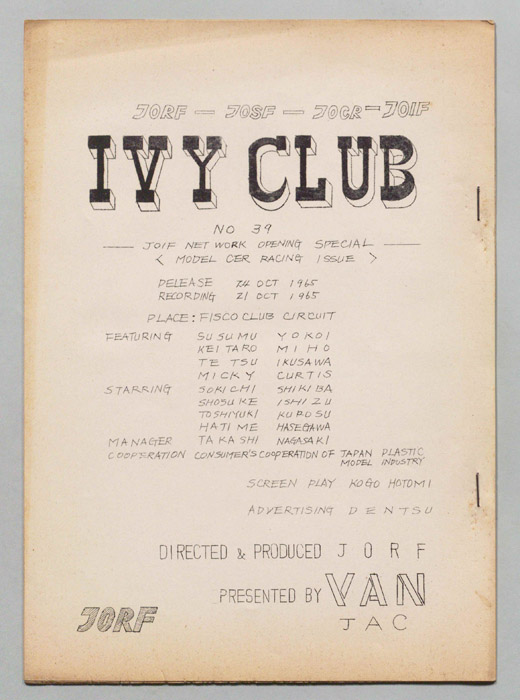 JORF — JOSF — JOCR — JOIF
IVY CLUB
NO 39
JOIF NET WORK OPENING SPECIAL
< MODEL CER RACING ISSUE >
RELEASE 24 OCT 1965
RECORDING 21 OCT 1965
PLACE: FISCO CLUB CIRCUIT
FEATURING SUSUMU YOKOI
KEITARO MIHO
TETSU IKUSAWA
MICKY CURTIS
STARRING SOKICHI SHIKIBA
SHOSUKE ISHIZU
TOSHIYUKI KUROSU
HATIME HASEGAWA
MANAGER TAKASHI NAGASAKI
COOPERATION CONSUMER'S COOPERATION OF JAPAN PLASTIC
MODEL INDUSTRY
SCREEN PLAY KOGO HOTOMI
ADVERTISING DENTSU
DIRECTED & PRODUCED JORF
PRESENTED BY VAN
JAC
JORF